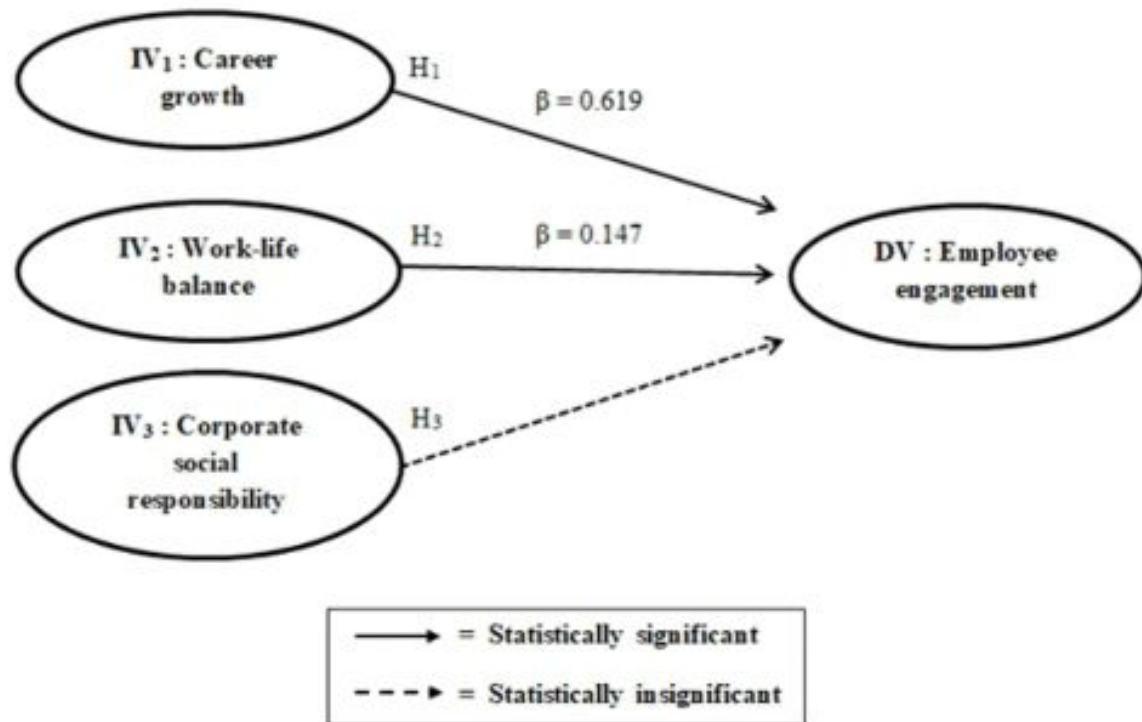 IV₁ : Career
growth
H₁
β = 0.619
IV₂ : Work-life
balance
H₂
β = 0.147
DV : Employee
engagement
IV₃ : Corporate
social
responsibility
H₃
= Statistically significant
= Statistically insignificant